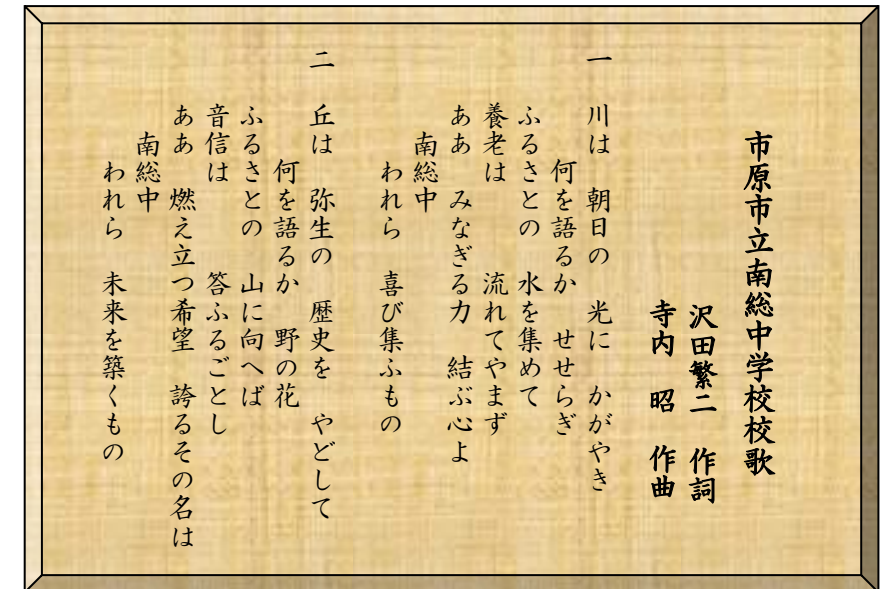 市原市立南総中学校校歌
沢田繁二　作詞
寺内　昭　作曲
一　川は　朝日の　光に　かがやき
何を語るか　せせらぎ
ふるさとの　水を集めて
養老は　流れてやまず
ああ　みなぎる力　結ぶ心よ
南総中
われら　喜び集ふもの
二　丘は　弥生の　歴史を　やどして
何を語るか　野の花
ふるさとの　山に向へば
音信は　答ふるごとし
ああ　燃え立つ希望　誇るその名は
南総中
われら　未来を築くもの